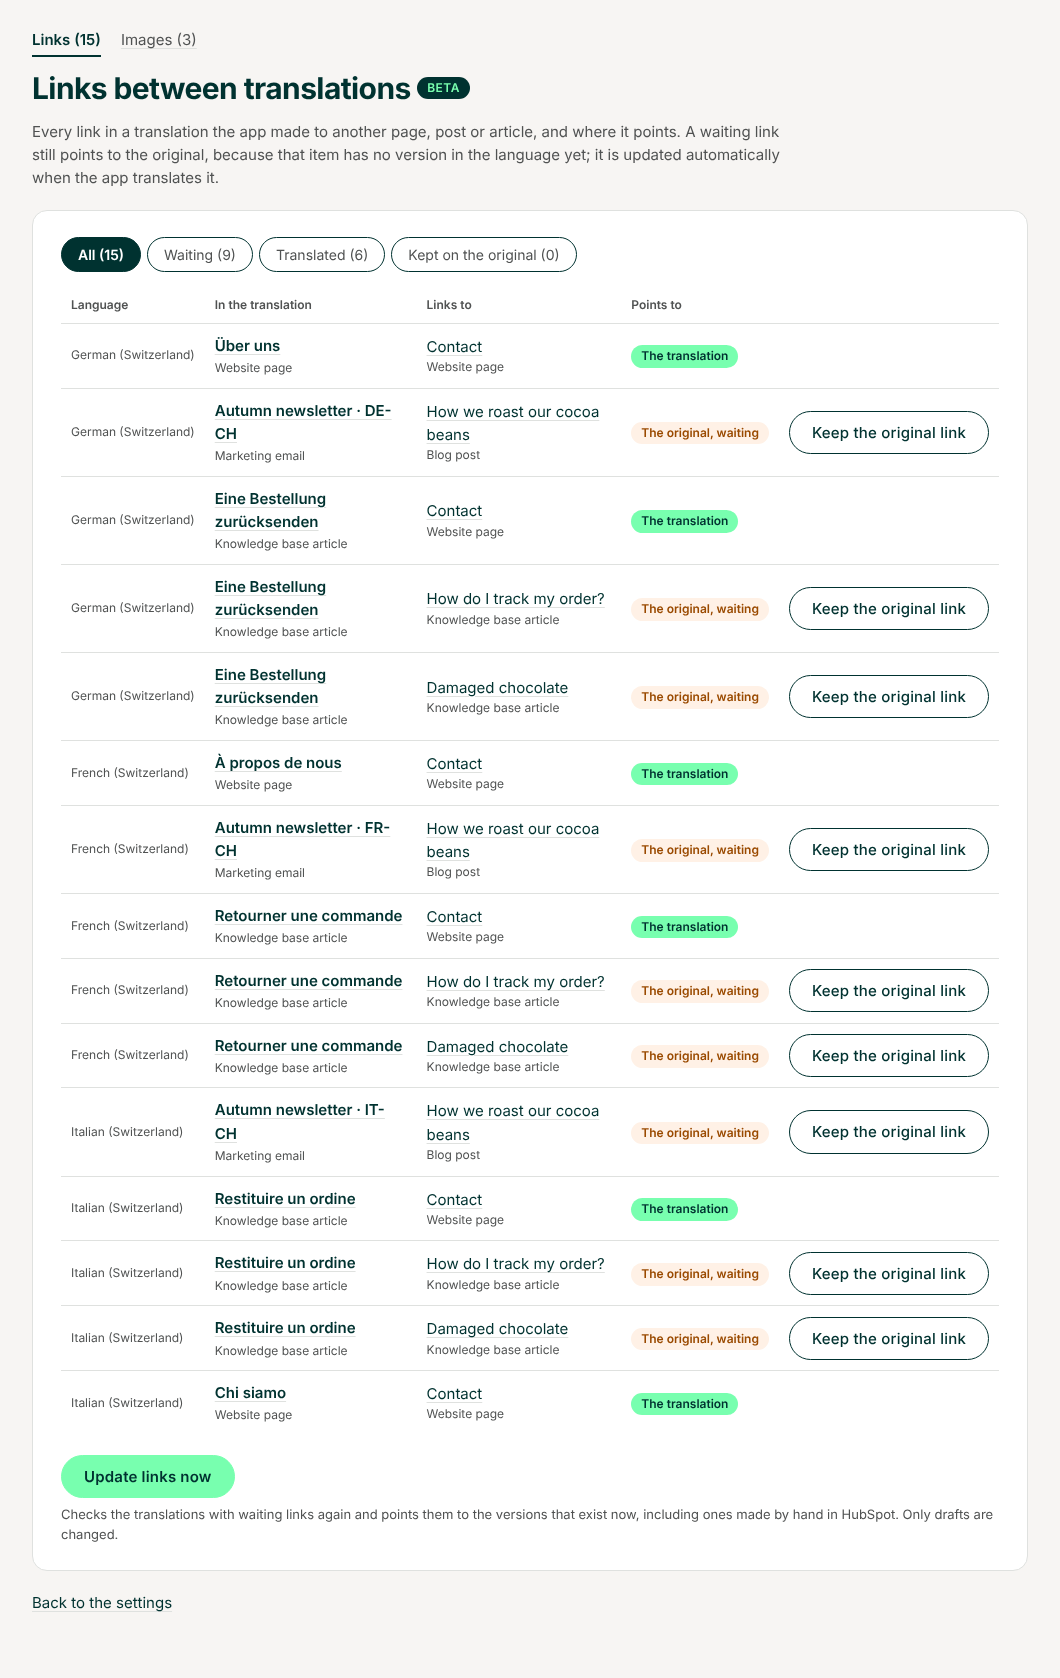 Links (15) Images (3)
Links between translations BETA
Every link in a translation the app made to another page, post or article, and where it points. A waiting link
still points to the original, because that item has no version in the language yet; it is updated automatically
when the app translates it.
All (15) Waiting (9) Translated (6) Kept on the original (0)
Language In the translation Links to Points to
German (Switzerland)
Über uns
Website page
Contact
Website page
The translation
German (Switzerland)
Autumn newsletter · DE-
CH
Marketing email
How we roast our cocoa
beans
Blog post
The original, waiting
Keep the original link
German (Switzerland)
Eine Bestellung
zurücksenden
Knowledge base article
Contact
Website page
The translation
German (Switzerland)
Eine Bestellung
zurücksenden
Knowledge base article
How do I track my order?
Knowledge base article
The original, waiting
Keep the original link
German (Switzerland)
Eine Bestellung
zurücksenden
Knowledge base article
Damaged chocolate
Knowledge base article
The original, waiting
Keep the original link
French (Switzerland)
À propos de nous
Website page
Contact
Website page
The translation
French (Switzerland)
Autumn newsletter · FR-
CH
Marketing email
How we roast our cocoa
beans
Blog post
The original, waiting
Keep the original link
French (Switzerland)
Retourner une commande
Knowledge base article
Contact
Website page
The translation
French (Switzerland)
Retourner une commande
Knowledge base article
How do I track my order?
Knowledge base article
The original, waiting
Keep the original link
French (Switzerland)
Retourner une commande
Knowledge base article
Damaged chocolate
Knowledge base article
The original, waiting
Keep the original link
Italian (Switzerland)
Autumn newsletter · IT-
CH
Marketing email
How we roast our cocoa
beans
Blog post
The original, waiting
Keep the original link
Italian (Switzerland)
Restituire un ordine
Knowledge base article
Contact
Website page
The translation
Italian (Switzerland)
Restituire un ordine
Knowledge base article
How do I track my order?
Knowledge base article
The original, waiting
Keep the original link
Italian (Switzerland)
Restituire un ordine
Knowledge base article
Damaged chocolate
Knowledge base article
The original, waiting
Keep the original link
Italian (Switzerland)
Chi siamo
Website page
Contact
Website page
The translation
Update links now
Checks the translations with waiting links again and points them to the versions that exist now, including ones made by hand in HubSpot. Only drafts are
changed.
Back to the settings